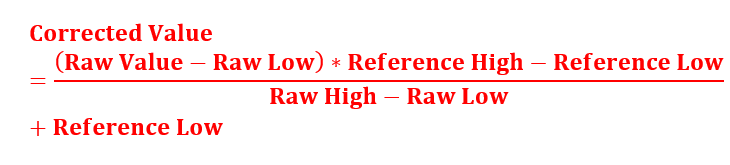 Corrected Value
= (Raw Value − Raw Low) ∗ Reference High − Reference Low
Raw High − Raw Low
+ Reference Low